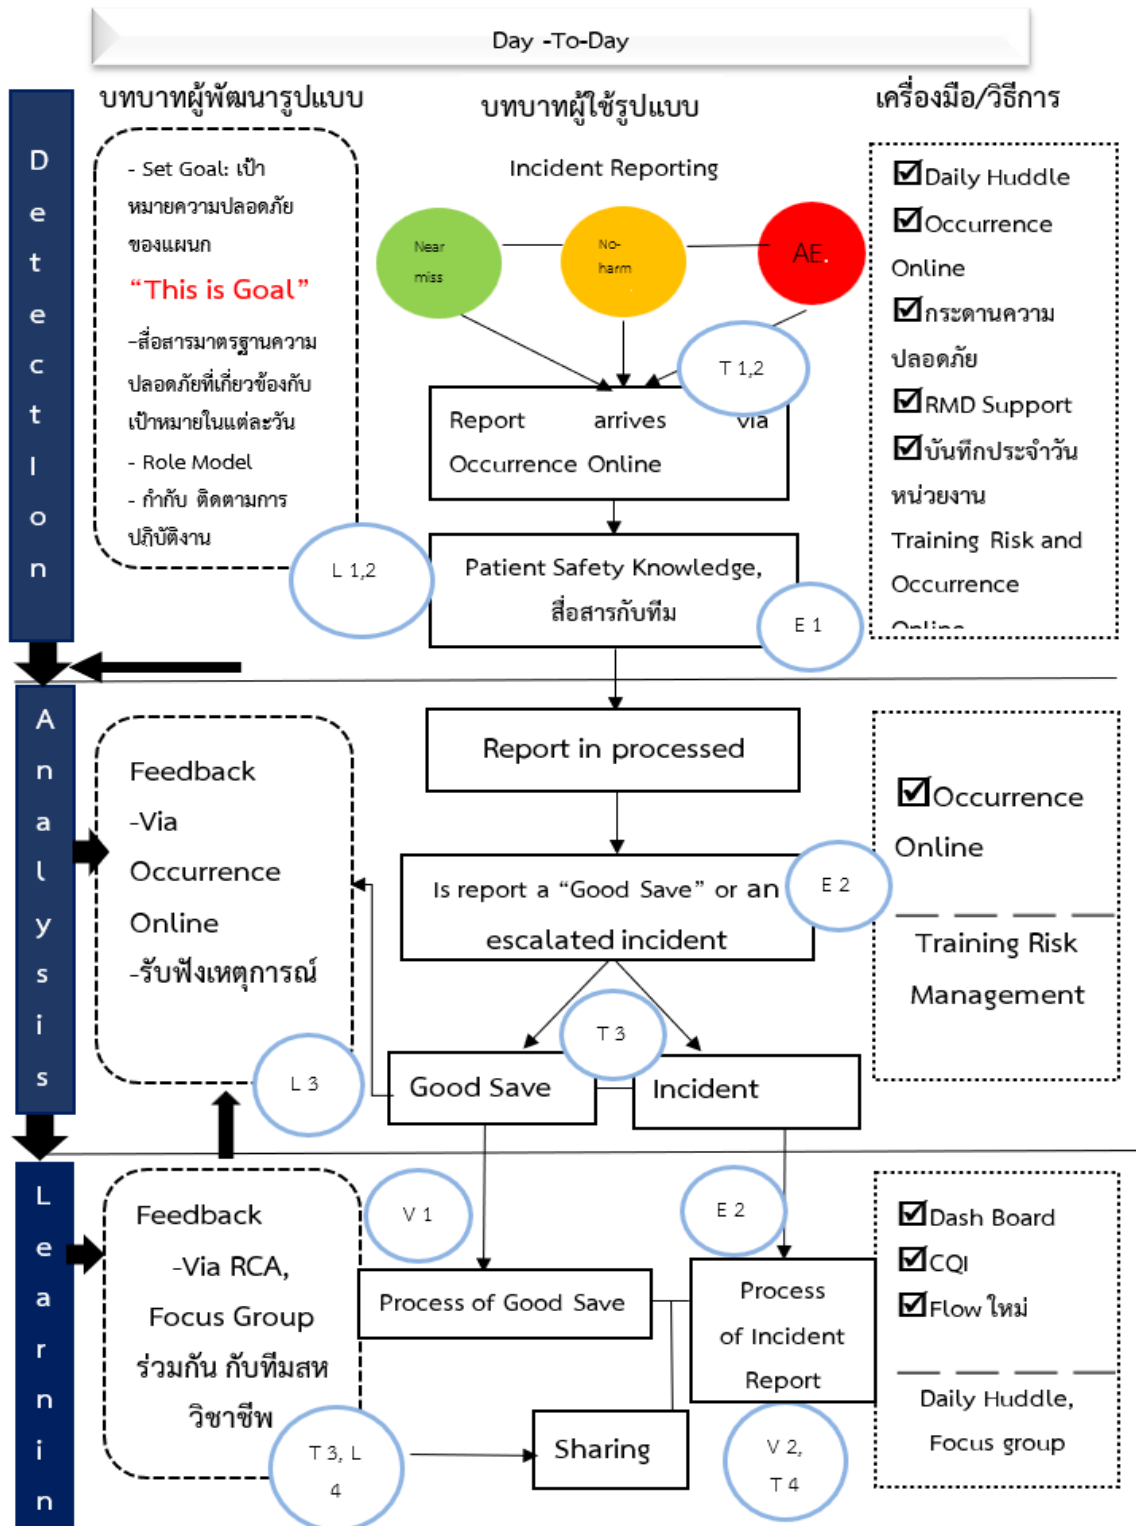 Day -To-Day
บทบาทผู้พัฒนารูปแบบ
บทบาทผู้ใช้รูปแบบ
เครื่องมือ/วิธีการ
D
e
t
e
c
t
I
o
n
- Set Goal: เป้า
หมายความปลอดภัย
ของแผนก
“This is Goal”
-สื่อสารมาตรฐานความ
ปลอดภัยที่เกี่ยวข้องกับ
เป้าหมายในแต่ละวัน
- Role Model
- กำกับ ติดตามการ
ปฏิบัติงาน
L 1,2
Incident Reporting
Near
miss
No-
harm
AE.
T 1,2
Report arrives via
Occurrence Online
Patient Safety Knowledge,
สื่อสารกับทีม
E 1
Daily Huddle
Occurrence
Online
กระดานความ
ปลอดภัย
RMD Support
บันทึกประจำวัน
หน่วยงาน
Training Risk and
Occurrence
Online
A
n
a
l
y
s
i
s
Feedback
-Via
Occurrence
Online
-รับฟังเหตุการณ์
L 3
Report in processed
Is report a “Good Save” or an
escalated incident
E 2
T 3
Good Save
Incident
Occurrence
Online
Training Risk
Management
L
e
a
r
n
i
n
Feedback
-Via RCA,
Focus Group
ร่วมกัน กับทีมสห
วิชาชีพ
T 3, L
4
V 1
E 2
Process of Good Save
Process
of Incident
Report
Sharing
V 2,
T 4
Dash Board
CQI
Flow ใหม่
Daily Huddle,
Focus group